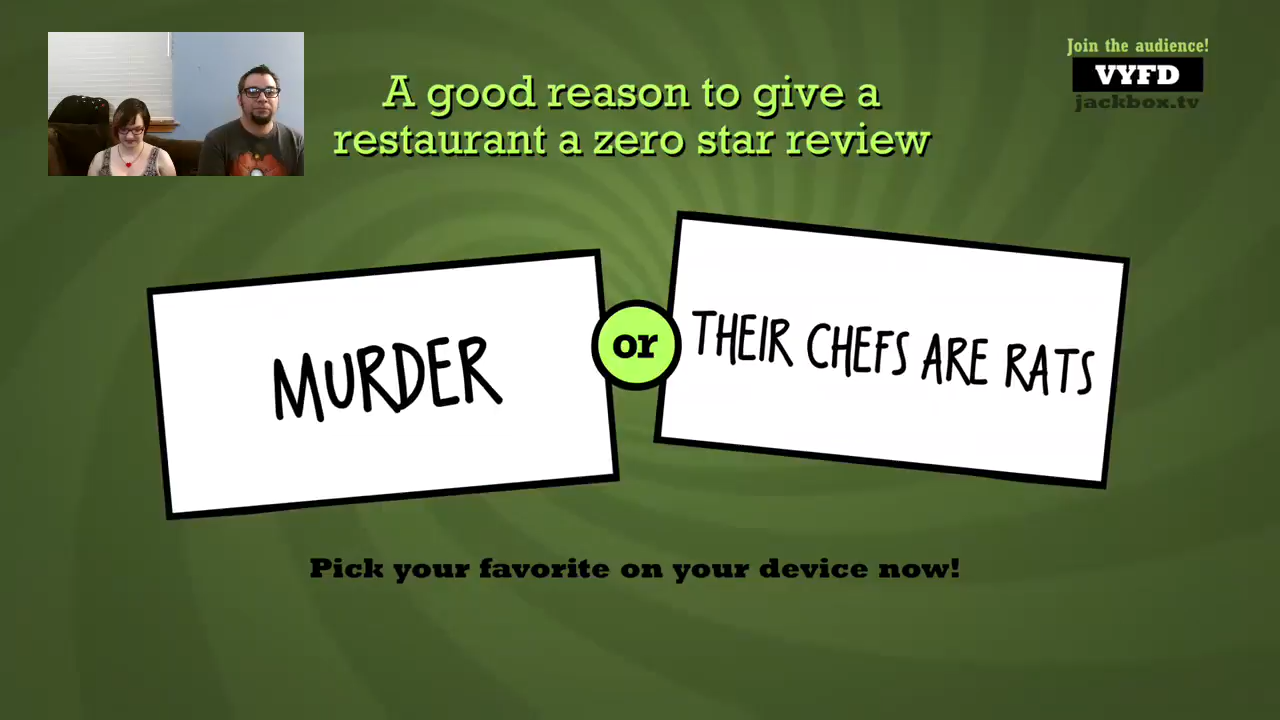 Join the audience!
VYFD
jackbox.tv
A good reason to give a
restaurant a zero star review
MURDER
or
THEIR CHEFS ARE RATS
Pick your favorite on your device now!